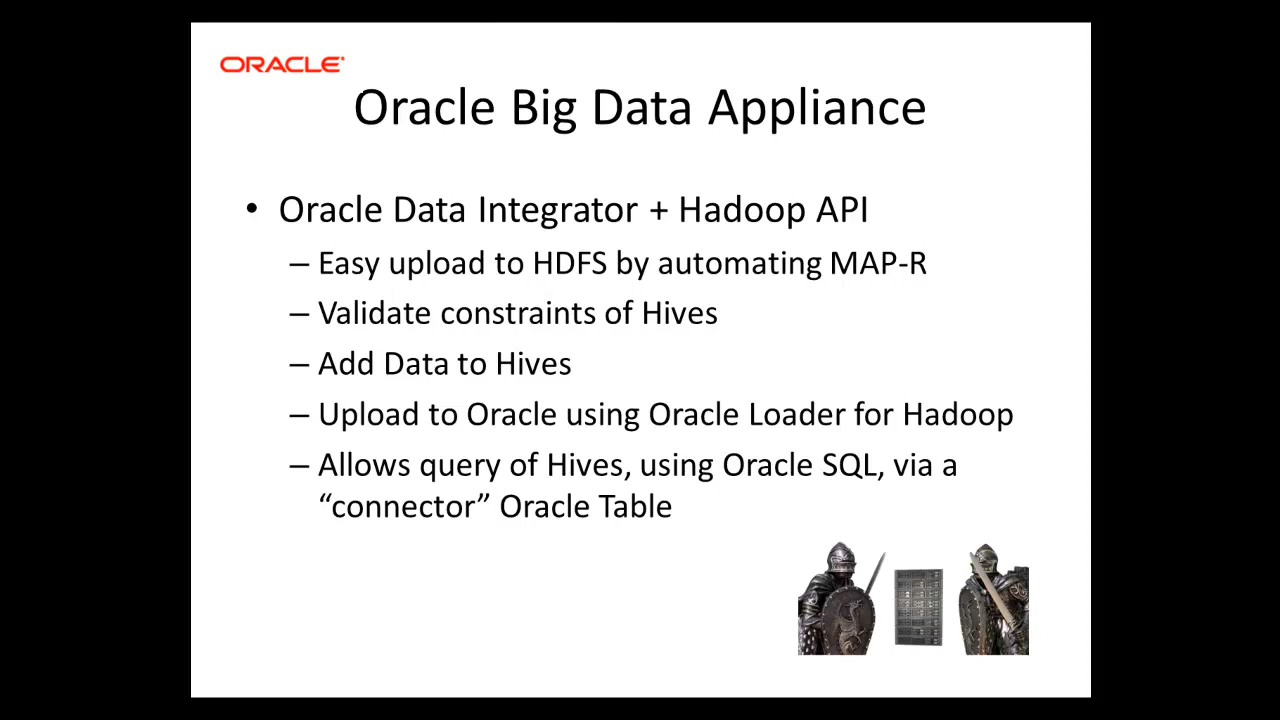 ORACLE
Oracle Big Data Appliance
• Oracle Data Integrator + Hadoop API
– Easy upload to HDFS by automating MAP-R
– Validate constraints of Hives
– Add Data to Hives
– Upload to Oracle using Oracle Loader for Hadoop
– Allows query of Hives, using Oracle SQL, via a
“connector” Oracle Table